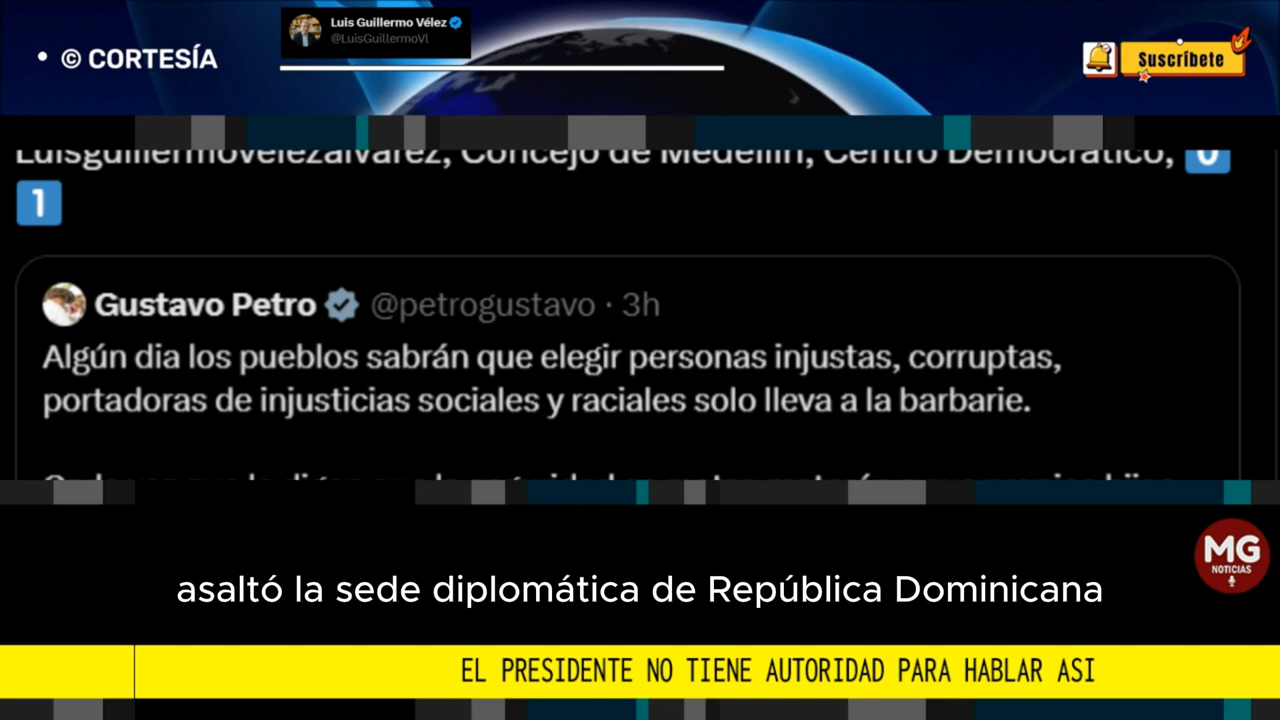 • © CORTESÍA
Luis Guillermo Vélez
@LuisGuillermoVl
Suscríbete
Luisguillermovelezalvarez, Concejo de Medellín, Centro Democrático, 0
1
Gustavo Petro @petrogustavo · 3h
Algún dia los pueblos sabrán que elegir personas injustas, corruptas,
portadoras de injusticias sociales y raciales solo lleva a la barbarie.
MG
NOTICIAS
asaltó la sede diplomática de República Dominicana
EL PRESIDENTE NO TIENE AUTORIDAD PARA HABLAR ASI